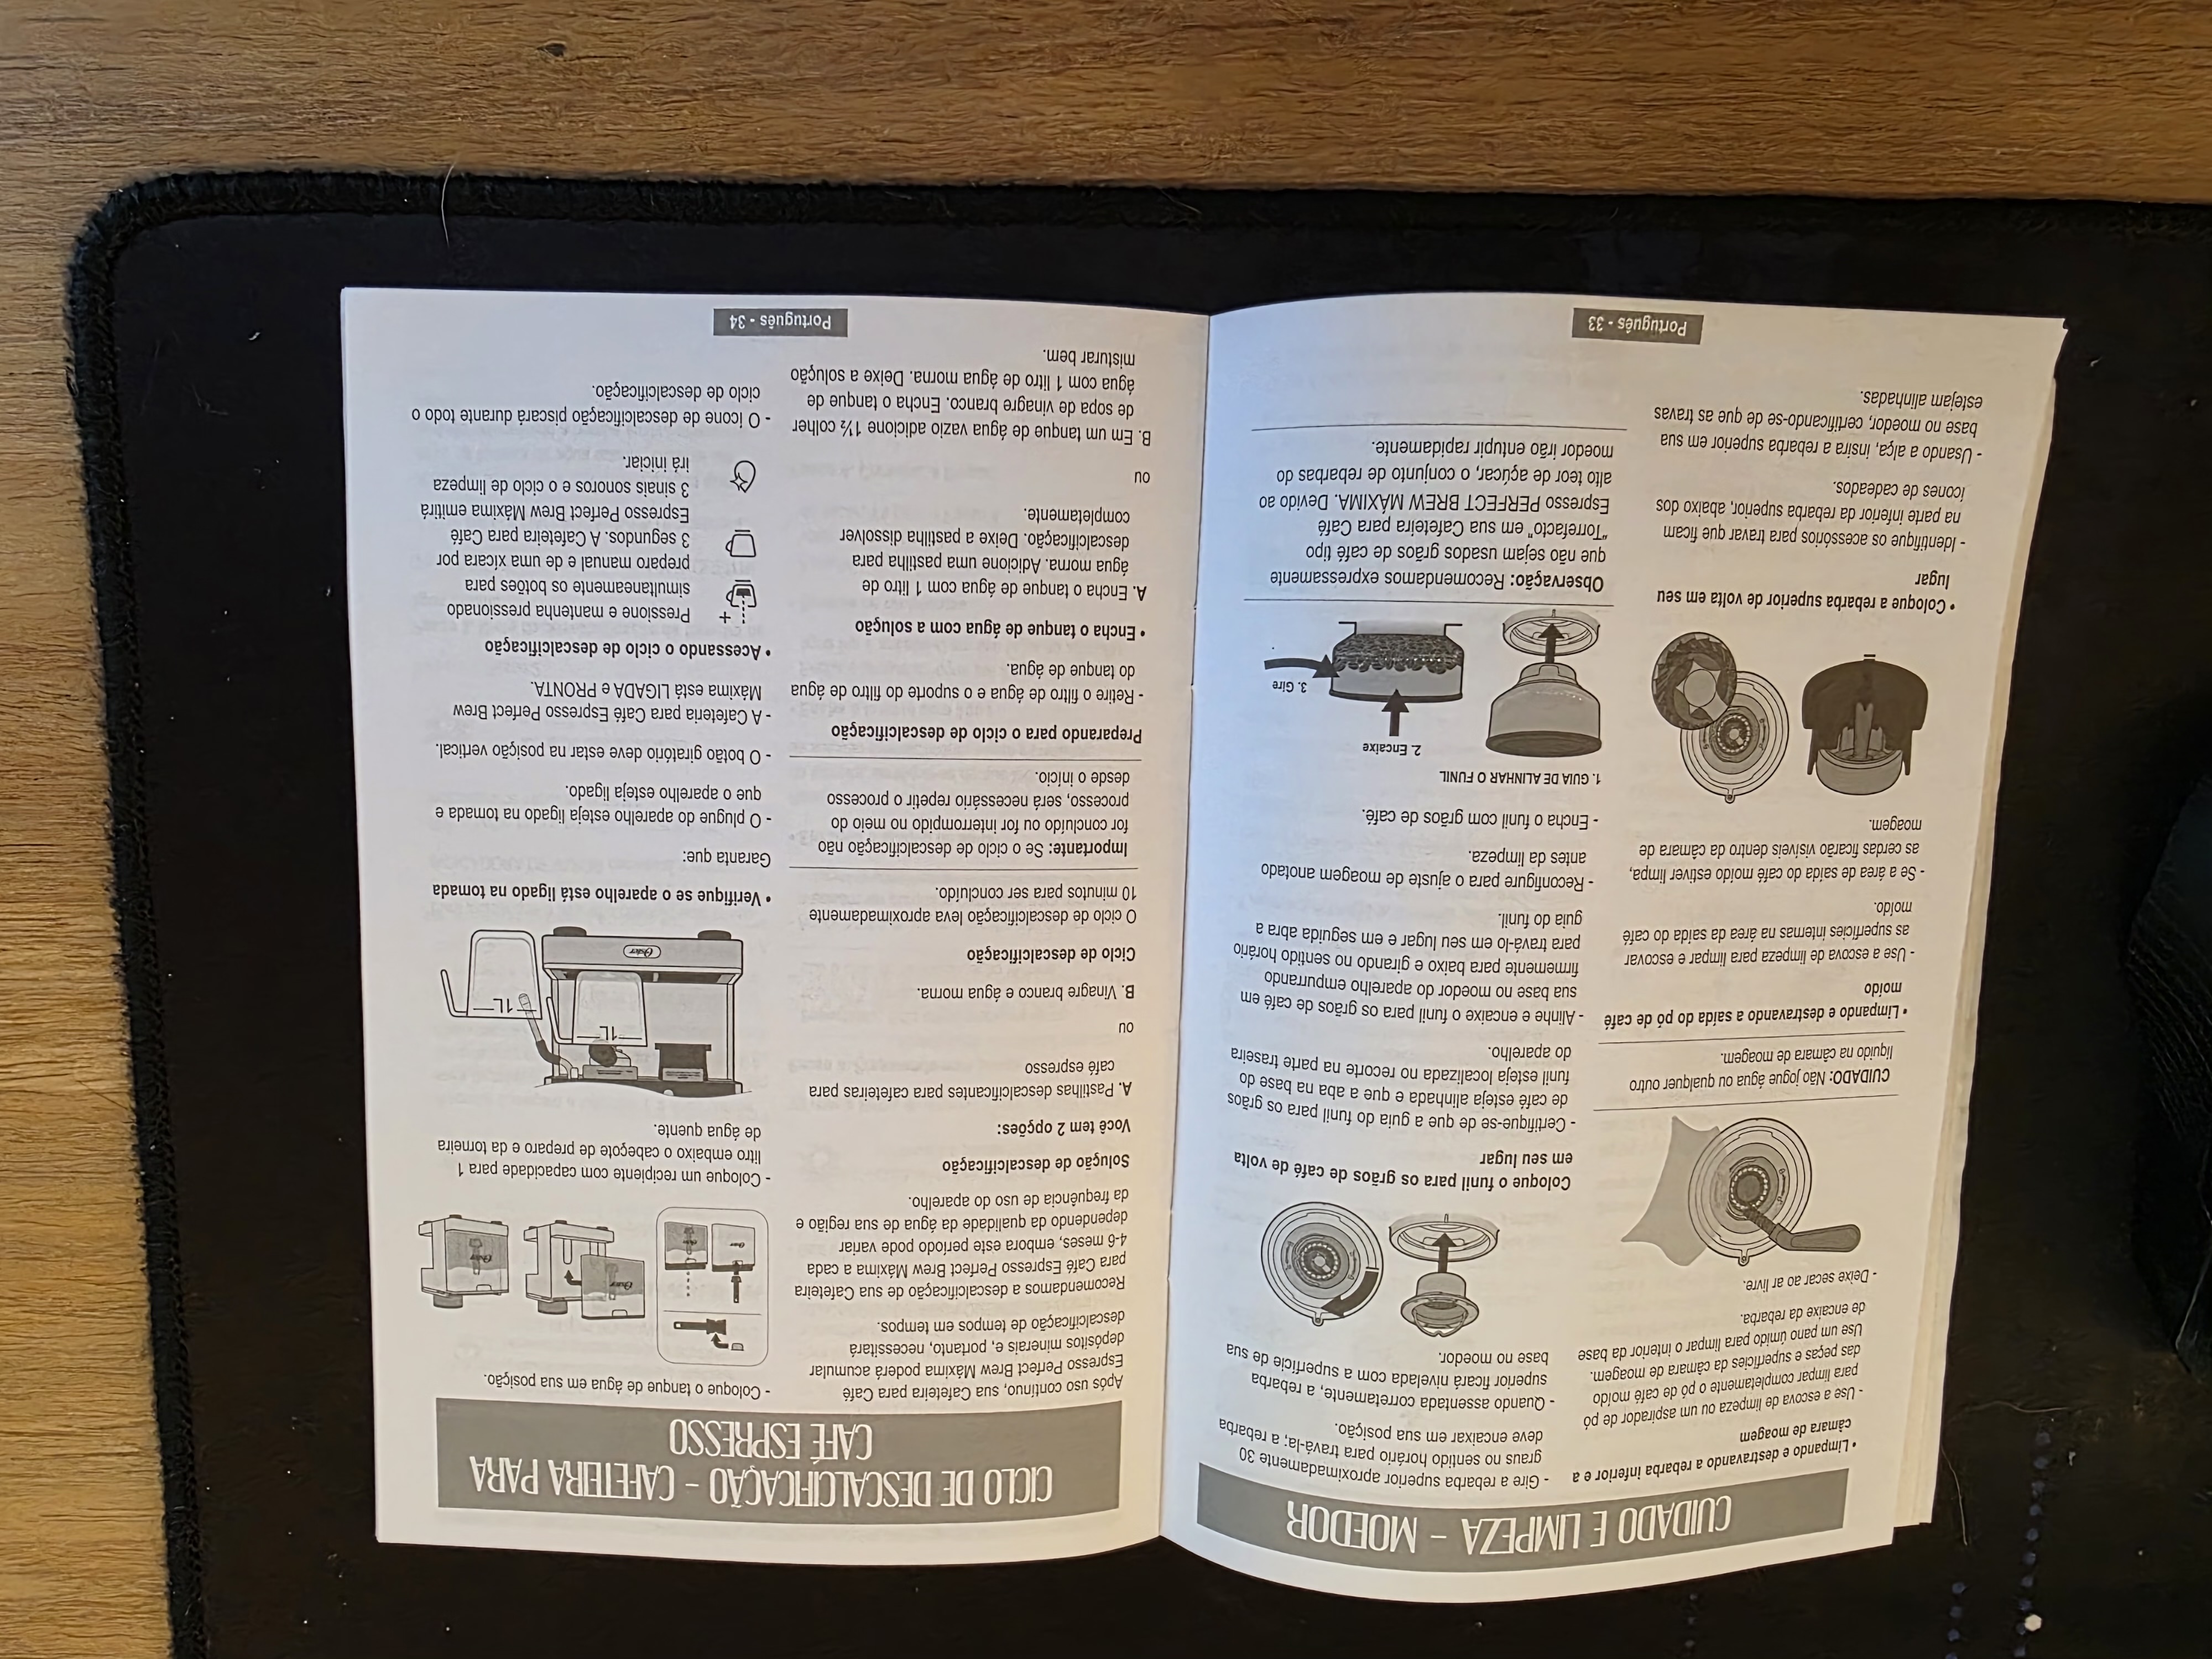 CUIDADO E LIMPEZA – MOEDOR
• Limpando e destravando a rebarba inferior e a
câmara de moagem
- Use a escova de limpeza ou um aspirador de pó
para limpar completamente o pó de café moído
das peças e superfícies da câmara de moagem.
Use um pano úmido para limpar o interior da base
de encaixe da rebarba.
- Deixe secar ao ar livre.
CUIDADO: Não jogue água ou qualquer outro
líquido na câmara de moagem.
• Limpando e destravando a saída do pó de café
moído
- Use a escova de limpeza para limpar e escovar
as superfícies internas na área da saída do café
moído.
- Se a área de saída do café moído estiver limpa,
as cerdas ficarão visíveis dentro da câmara de
moagem.
• Coloque a rebarba superior de volta em seu
lugar
- Identifique os acessórios para travar que ficam
na parte inferior da rebarba superior, abaixo dos
ícones de cadeados.
- Usando a alça, insira a rebarba superior em sua
base no moedor, certificando-se de que as travas
estejam alinhadas.
- Gire a rebarba superior aproximadamente 30
graus no sentido horário para travá-la; a rebarba
deve encaixar em sua posição.
- Quando assentada corretamente, a rebarba
superior ficará nivelada com a superfície de sua
base no moedor.
Coloque o funil para os grãos de café de volta
em seu lugar
- Certifique-se de que a guia do funil para os grãos
de café esteja alinhada e que a aba na base do
funil esteja localizada no recorte na parte traseira
do aparelho.
- Alinhe e encaixe o funil para os grãos de café em
sua base no moedor do aparelho empurrando
firmemente para baixo e girando no sentido horário
para travá-lo em seu lugar e em seguida abra a
guia do funil.
- Reconfigure para o ajuste de moagem anotado
antes da limpeza.
- Encha o funil com grãos de café.
1. GUIA DE ALINHAR O FUNIL
2. Encaixe
3. Gire
Observação: Recomendamos expressamente
que não sejam usados grãos de café tipo
“Torrefacto” em sua Cafeteira para Café
Espresso PERFECT BREW MÁXIMA. Devido ao
alto teor de açúcar, o conjunto de rebarbas do
moedor irão entupir rapidamente.
Português - 33
CICLO DE DESCALCIFICAÇÃO – CAFETEIRA PARA
CAFÉ ESPRESSO
Após uso contínuo, sua Cafeteira para Café
Espresso Perfect Brew Máxima poderá acumular
depósitos minerais e, portanto, necessitará
descalcificação de tempos em tempos.
Recomendamos a descalcificação de sua Cafeteira
para Café Espresso Perfect Brew Máxima a cada
4-6 meses, embora este período pode variar
dependendo da qualidade da água de sua região e
da frequência de uso do aparelho.
Solução de descalcificação
Você tem 2 opções:
A. Pastilhas descalcificantes para cafeteiras para
café espresso
ou
B. Vinagre branco e água morna.
Ciclo de descalcificação
O ciclo de descalcificação leva aproximadamente
10 minutos para ser concluído.
Importante: Se o ciclo de descalcificação não
for concluído ou for interrompido no meio do
processo, será necessário repetir o processo
desde o início.
Preparando para o ciclo de descalcificação
- Retire o filtro de água e o suporte do filtro de água
do tanque de água.
• Encha o tanque de água com a solução
A. Encha o tanque de água com 1 litro de
água morna. Adicione uma pastilha para
descalcificação. Deixe a pastilha dissolver
completamente.
ou
B. Em um tanque de água vazio adicione 1½ colher
de sopa de vinagre branco. Encha o tanque de
água com 1 litro de água morna. Deixe a solução
misturar bem.
- Coloque o tanque de água em sua posição.
Oster
Oster
Oster
Oster
- Coloque um recipiente com capacidade para 1
litro embaixo o cabeçote de preparo e da torneira
de água quente.
1L
1L
Oster
• Verifique se o aparelho está ligado na tomada
Garanta que:
- O plugue do aparelho esteja ligado na tomada e
que o aparelho esteja ligado.
- O botão giratório deve estar na posição vertical.
- A Cafeteria para Café Espresso Perfect Brew
Máxima está LIGADA e PRONTA.
• Acessando o ciclo de descalcificação
Pressione e mantenha pressionado
simultaneamente os botões para
preparo manual e de uma xícara por
3 segundos. A Cafeteira para Café
Espresso Perfect Brew Máxima emitirá
3 sinais sonoros e o ciclo de limpeza
irá iniciar.
- O ícone de descalcificação piscará durante todo o
ciclo de descalcificação.
Português - 34